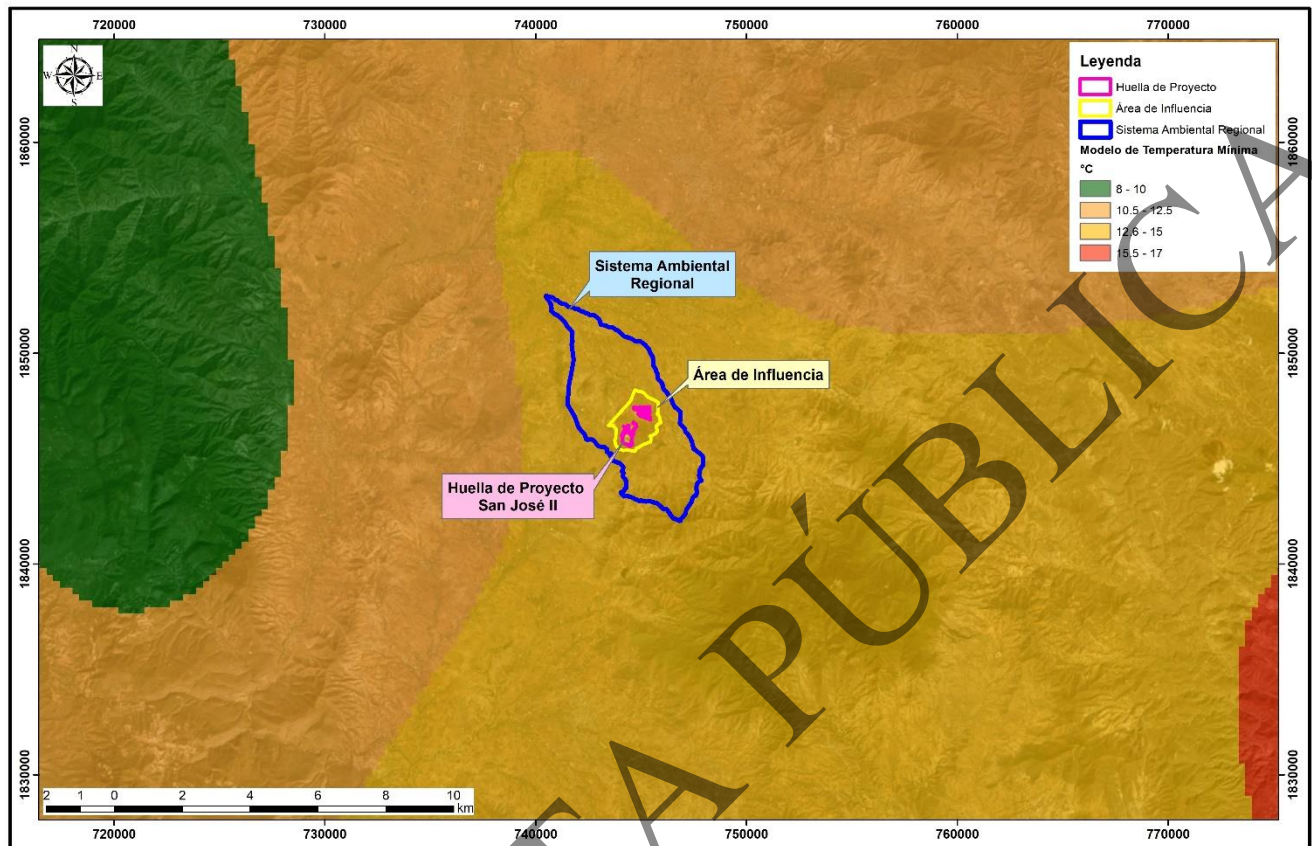 720000 730000 740000 750000 760000 770000
N
W E
S
Leyenda
Huella de Proyecto
Área de Influencia
Sistema Ambiental Regional
Modelo de Temperatura Mínima
°C
8 - 10
10.5 - 12.5
12.6 - 15
15.5 - 17
1860000 1860000
Sistema Ambiental
Regional
1850000 1850000
Área de Influencia
Huella de Proyecto
San José II
1840000 1840000
1830000 1830000
2 1 0 2 4 6 8 10
km
720000 730000 740000 750000 760000 770000
TA PÚBLICA